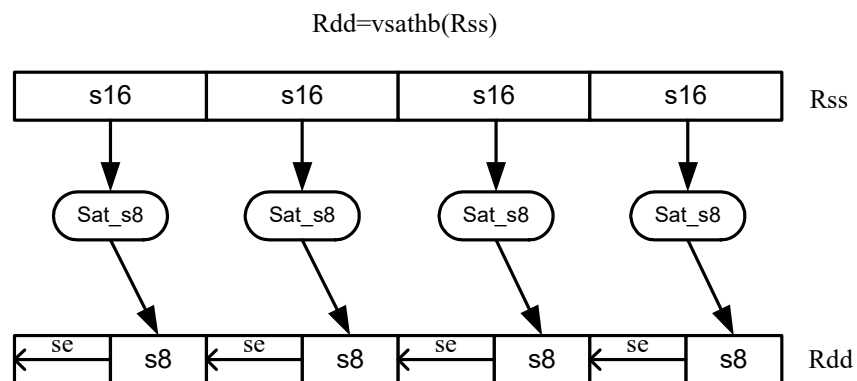 Rdd=vsathb(Rss)
s16 s16 s16 s16 Rss
Sat_s8 Sat_s8 Sat_s8 Sat_s8
se s8 se s8 se s8 se s8 Rdd